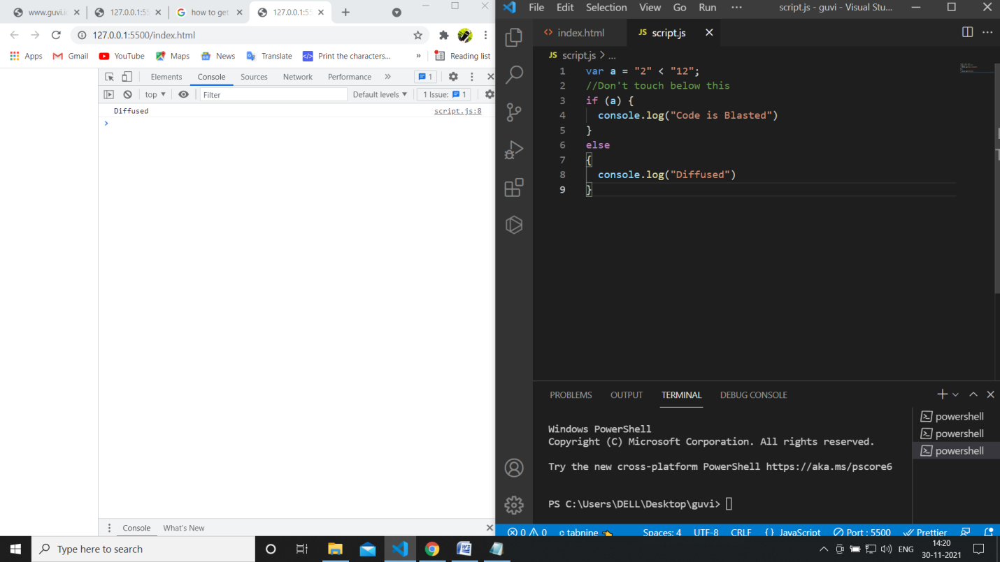 www.guvi.io
127.0.0.1:55
how to get
127.0.0.1:55
127.0.0.1:5500/index.html
Apps
Gmail
YouTube
Maps
News
Translate
Print the characters...
»
Reading list
Elements
Console
Sources
Network
Performance
»
1
top ▼
Filter
Default levels ▼
1 Issue: 1
Diffused
script.js:8
›
Console
What's New
File Edit Selection View Go Run ···
script.js - guvi - Visual Stu...
index.html
JS script.js
JS script.js > ...
1 var a = "2" < "12";
2 //Don't touch below this
3 if (a) {
4 console.log("Code is Blasted")
5 }
6 else
7 {
8 console.log("Diffused")
9 }
PROBLEMS OUTPUT TERMINAL DEBUG CONSOLE
Windows PowerShell
Copyright (C) Microsoft Corporation. All rights reserved.
Try the new cross-platform PowerShell https://aka.ms/pscore6
PS C:\Users\DELL\Desktop\guvi>
powershell
powershell
powershell
0 0
tabnine
Spaces: 4
UTF-8
CRLF
{} JavaScript
Port : 5500
Prettier
Type here to search
ENG
14:20
30-11-2021